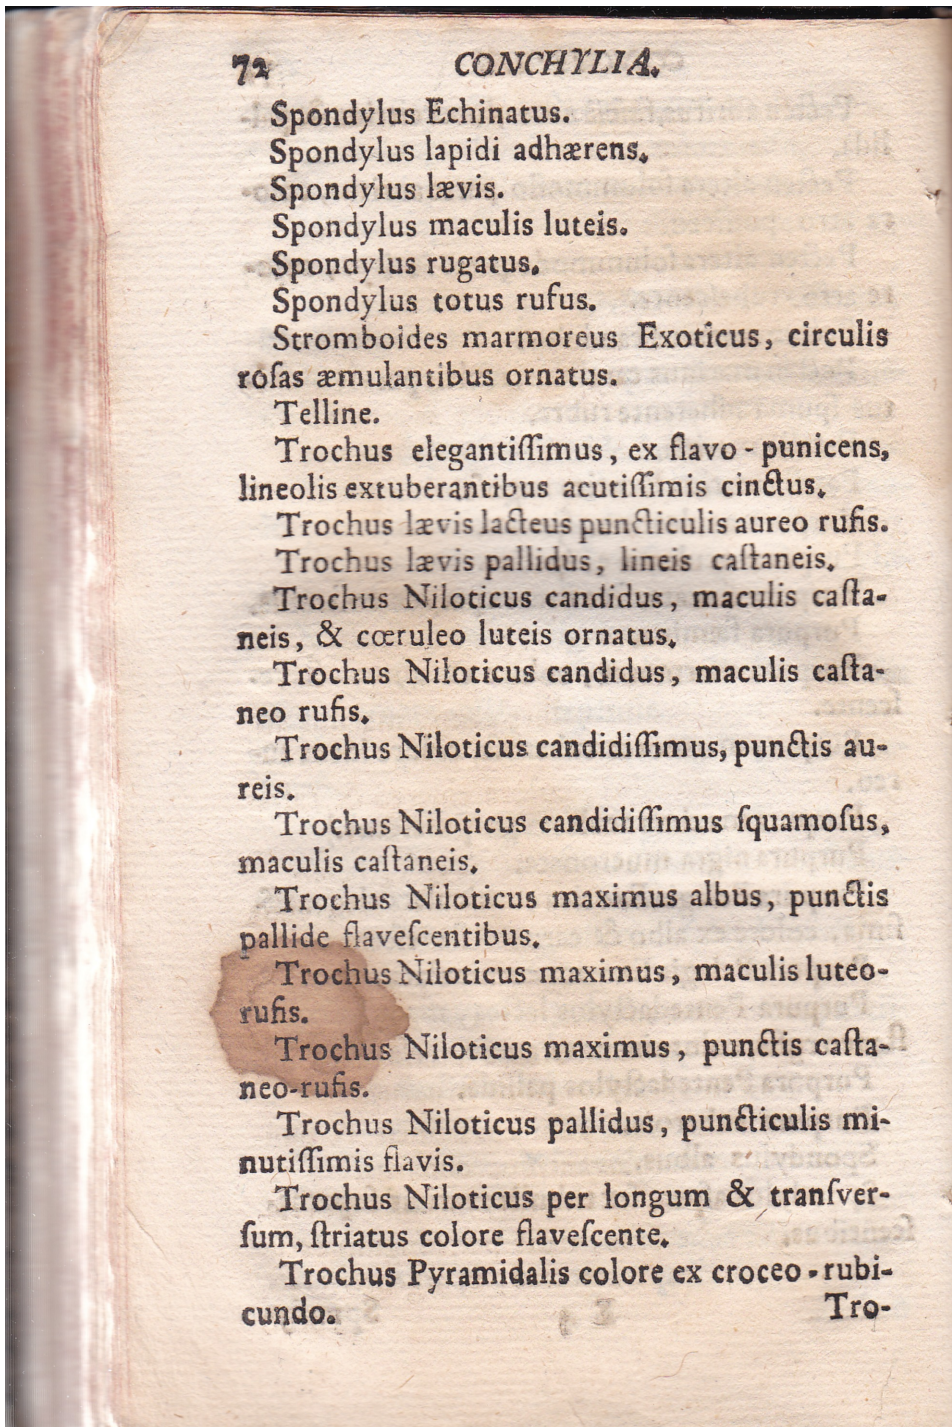 72 CONCHYLIA.
Spondylus Echinatus.
Spondylus lapidi adhærens.
Spondylus lævis.
Spondylus maculis luteis.
Spondylus rugatus.
Spondylus totus rufus.
Stromboides marmoreus Exoticus, circulis
roſas æmulantibus ornatus.
Telline.
Trochus elegantiſſimus, ex flavo - punicens,
lineolis extuberantibus acutiſſimis cinctus.
Trochus lævis lacteus puncticulis aureo rufis.
Trochus lævis pallidus, lineis caſtaneis.
Trochus Niloticus candidus, maculis caſta-
neis, & cœruleo luteis ornatus.
Trochus Niloticus candidus, maculis caſta-
neo rufis.
Trochus Niloticus candidiſſimus, punctis au-
reis.
Trochus Niloticus candidiſſimus ſquamoſus,
maculis caſtaneis.
Trochus Niloticus maximus albus, punctis
pallide flaveſcentibus.
Trochus Niloticus maximus, maculis luteo-
rufis.
Trochus Niloticus maximus, punctis caſta-
neo-rufis.
Trochus Niloticus pallidus, puncticulis mi-
nutiſſimis flavis.
Trochus Niloticus per longum & tranſver-
ſum, ſtriatus colore flaveſcente.
Trochus Pyramidalis colore ex croceo - rubi-
cundo. Tro-